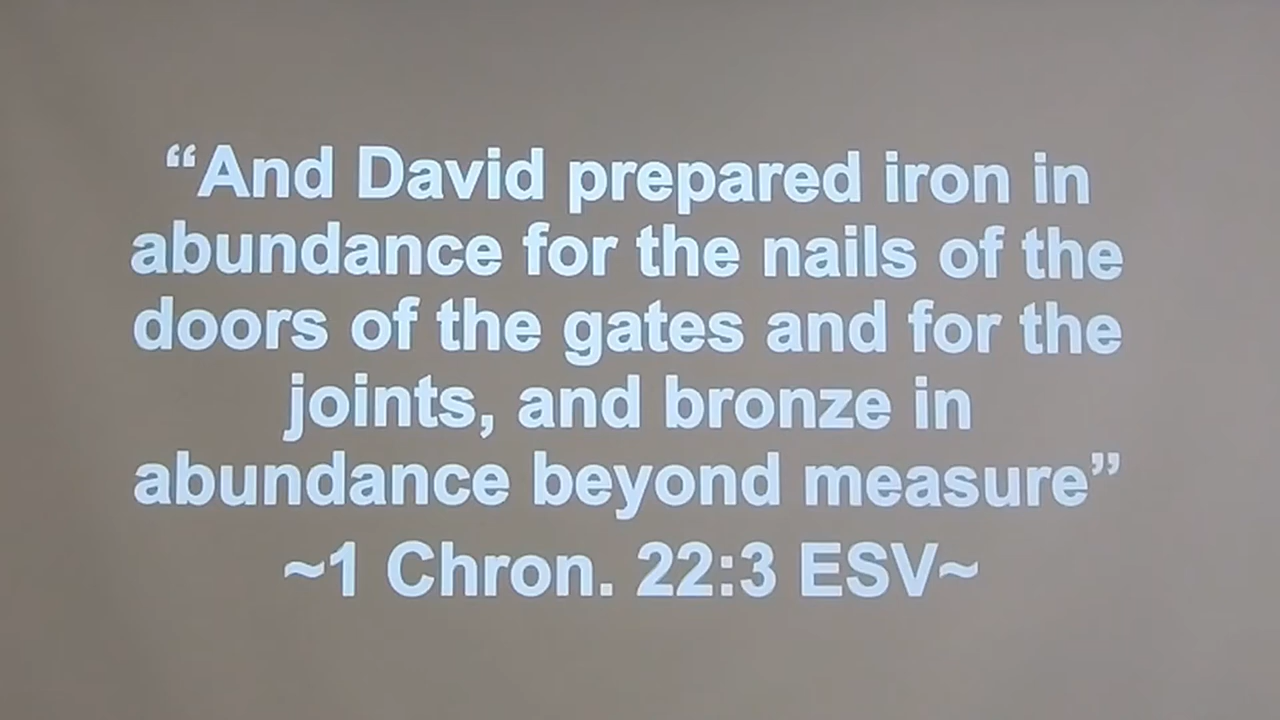 “And David prepared iron in
abundance for the nails of the
doors of the gates and for the
joints, and bronze in
abundance beyond measure”
~1 Chron. 22:3 ESV~